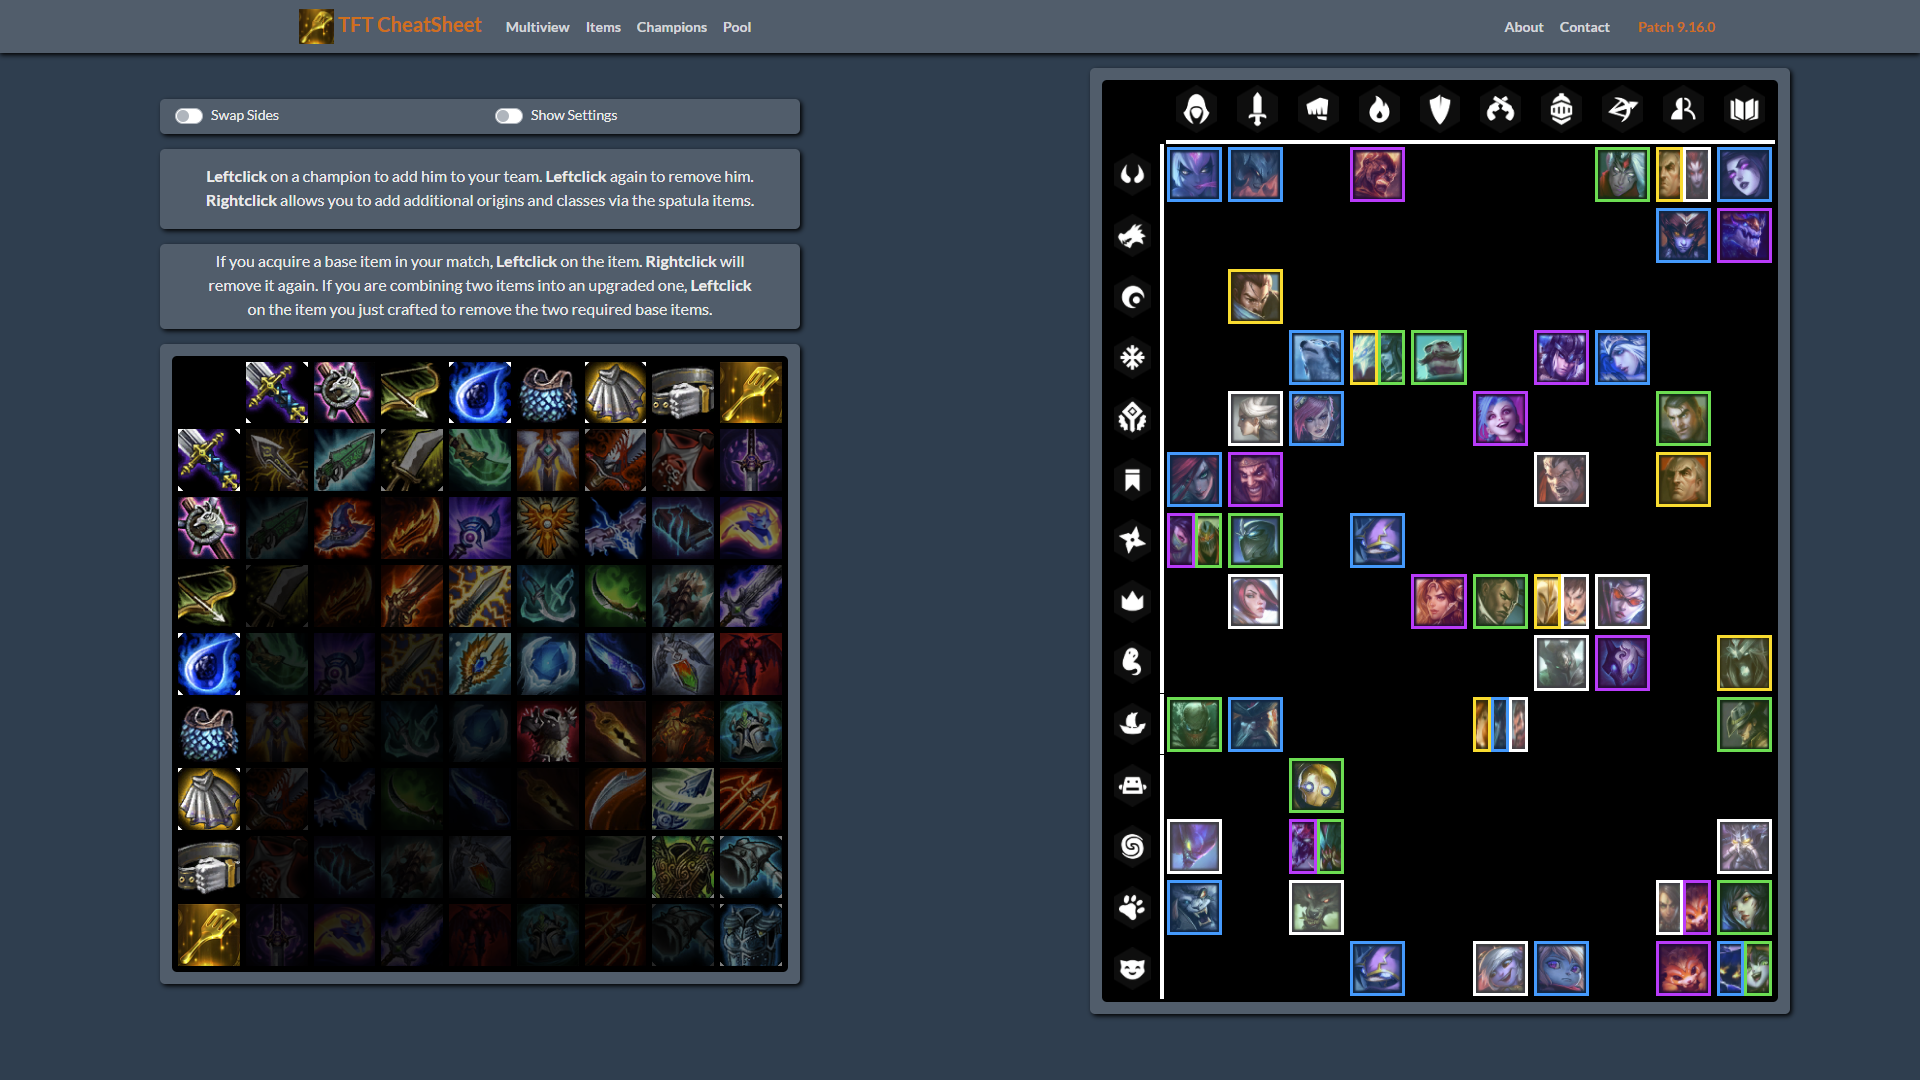 TFT CheatSheet
Multiview Items Champions Pool
About Contact Patch 9.16.0
Swap Sides
Show Settings
Leftclick on a champion to add him to your team. Leftclick again to remove him.
Rightclick allows you to add additional origins and classes via the spatula items.
If you acquire a base item in your match, Leftclick on the item. Rightclick will
remove it again. If you are combining two items into an upgraded one, Leftclick
on the item you just crafted to remove the two required base items.